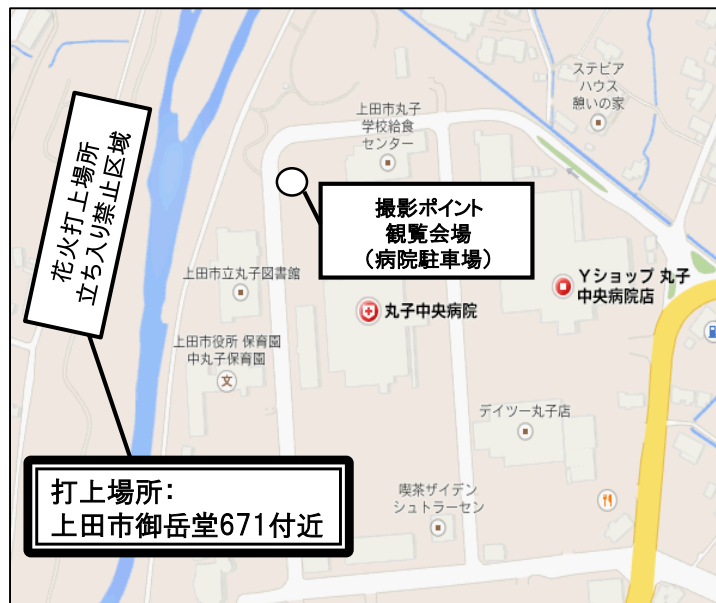 ステビア
ハウス
憩いの家
上田市丸子
学校給食
センター
花火打上場所
立ち入り禁止区域
撮影ポイント
観覧会場
（病院駐車場）
上田市立丸子図書館
Yショップ 丸子
中央病院店
丸子中央病院
上田市役所 保育園
中丸子保育園
文
デイツー丸子店
打上場所：
上田市御岳堂671付近
喫茶ザイデン
シュトラーセン